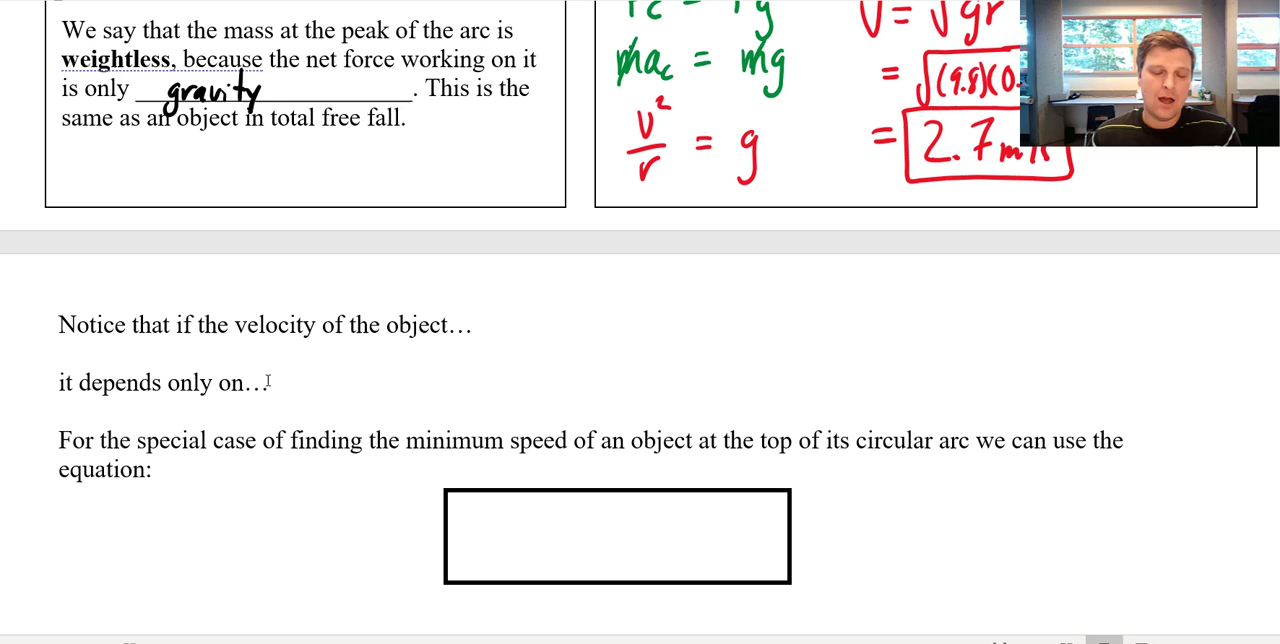 We say that the mass at the peak of the arc is
weightless, because the net force working on it
is only gravity. This is the
same as an object in total free fall.
mac = mg
v²/r = g
v = √gr
= √(9.8)(0.
= 2.7 m
Notice that if the velocity of the object…
it depends only on…
For the special case of finding the minimum speed of an object at the top of its circular arc we can use the
equation: